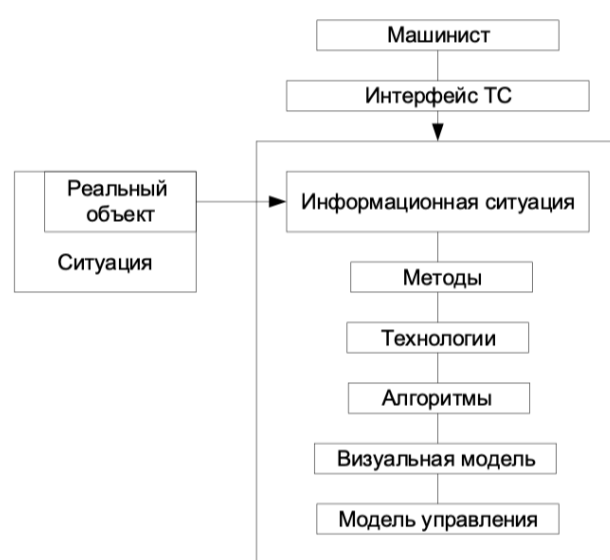 Машинист
Интерфейс ТС
Реальный
объект
Ситуация
Информационная ситуация
Методы
Технологии
Алгоритмы
Визуальная модель
Модель управления